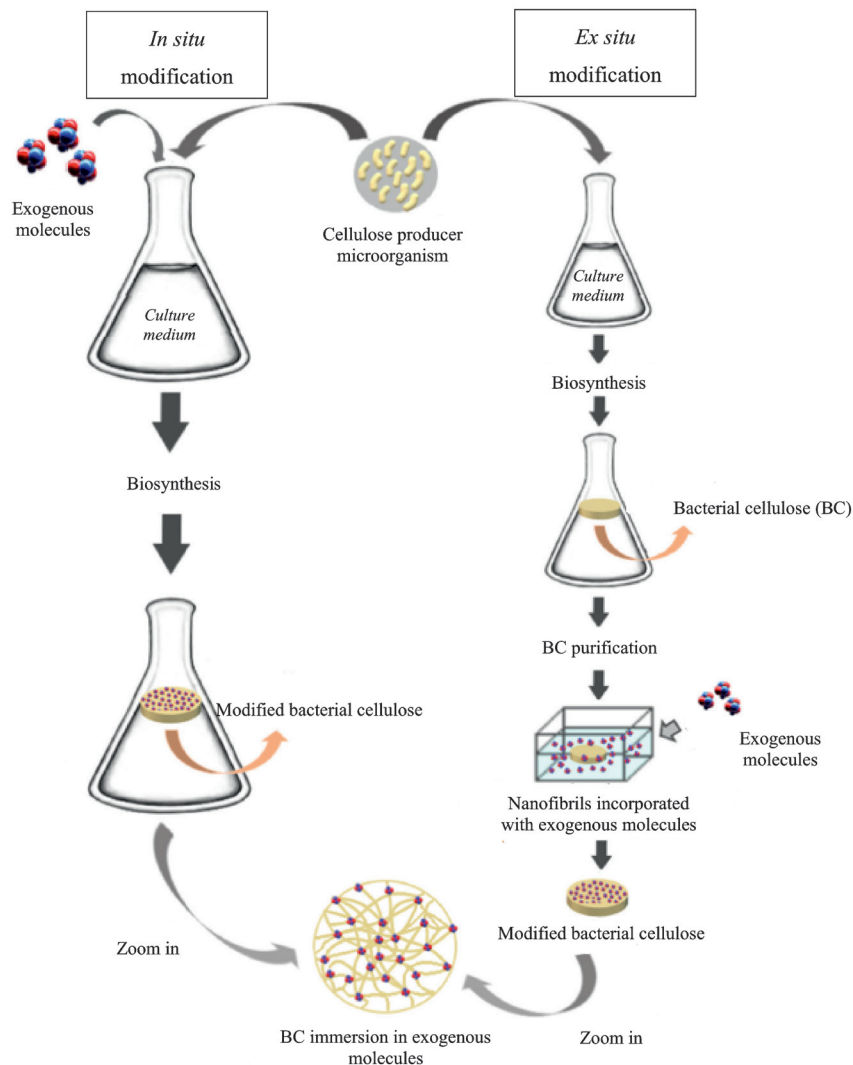 In situ
modification
Ex situ
modification
Exogenous
molecules
Cellulose producer
microorganism
Culture
medium
Culture
medium
Biosynthesis
Biosynthesis
Bacterial cellulose (BC)
BC purification
Modified bacterial cellulose
Exogenous
molecules
Nanofibrils incorporated
with exogenous molecules
Modified bacterial cellulose
Zoom in
BC immersion in exogenous
molecules
Zoom in